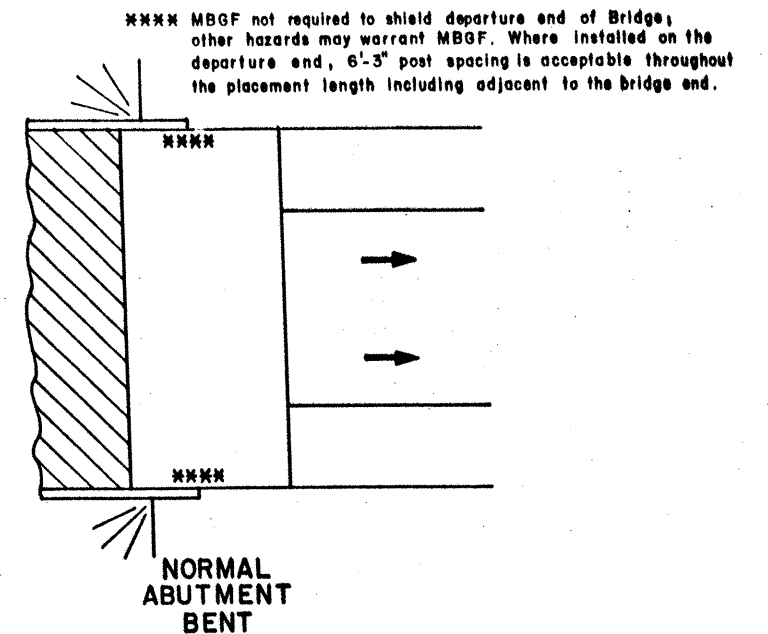 **** MBGF not required to shield departure end of Bridge;
other hazards may warrant MBGF. Where installed on the
departure end, 6'-3" post spacing is acceptable throughout
the placement length including adjacent to the bridge end.
****
****
NORMAL
ABUTMENT
BENT